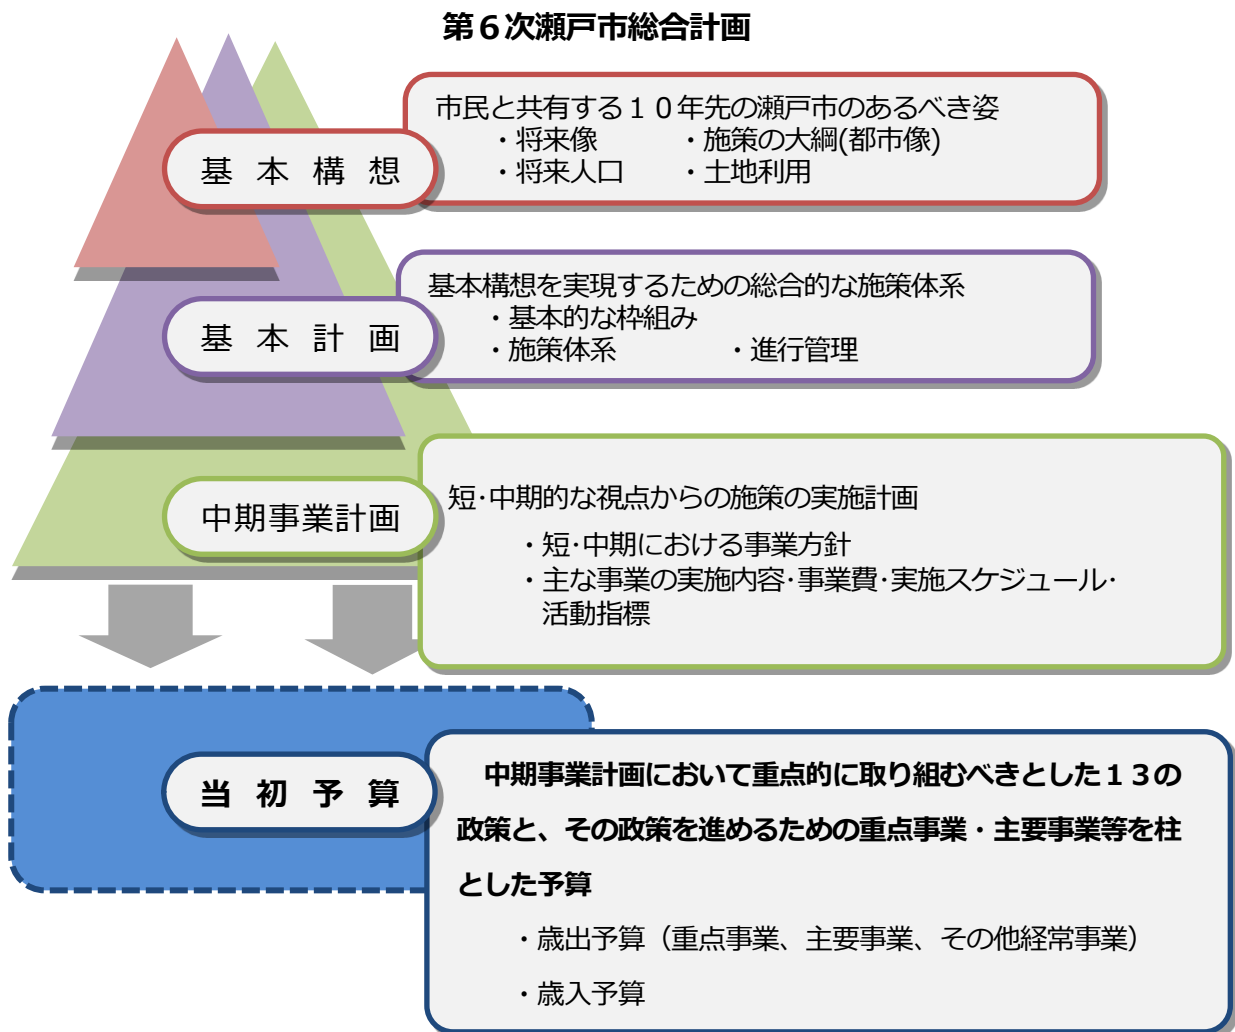 第６次瀬戸市総合計画
基本構想
市民と共有する１０年先の瀬戸市のあるべき姿
・将来像　　・施策の大綱(都市像)
・将来人口　　・土地利用
基本計画
基本構想を実現するための総合的な施策体系
・基本的な枠組み
・施策体系　　・進行管理
中期事業計画
短･中期的な視点からの施策の実施計画
・短･中期における事業方針
・主な事業の実施内容･事業費･実施スケジュール･
活動指標
当初予算
中期事業計画において重点的に取り組むべきとした１３の
政策と、その政策を進めるための重点事業・主要事業等を柱
とした予算
・歳出予算（重点事業、主要事業、その他経常事業）
・歳入予算